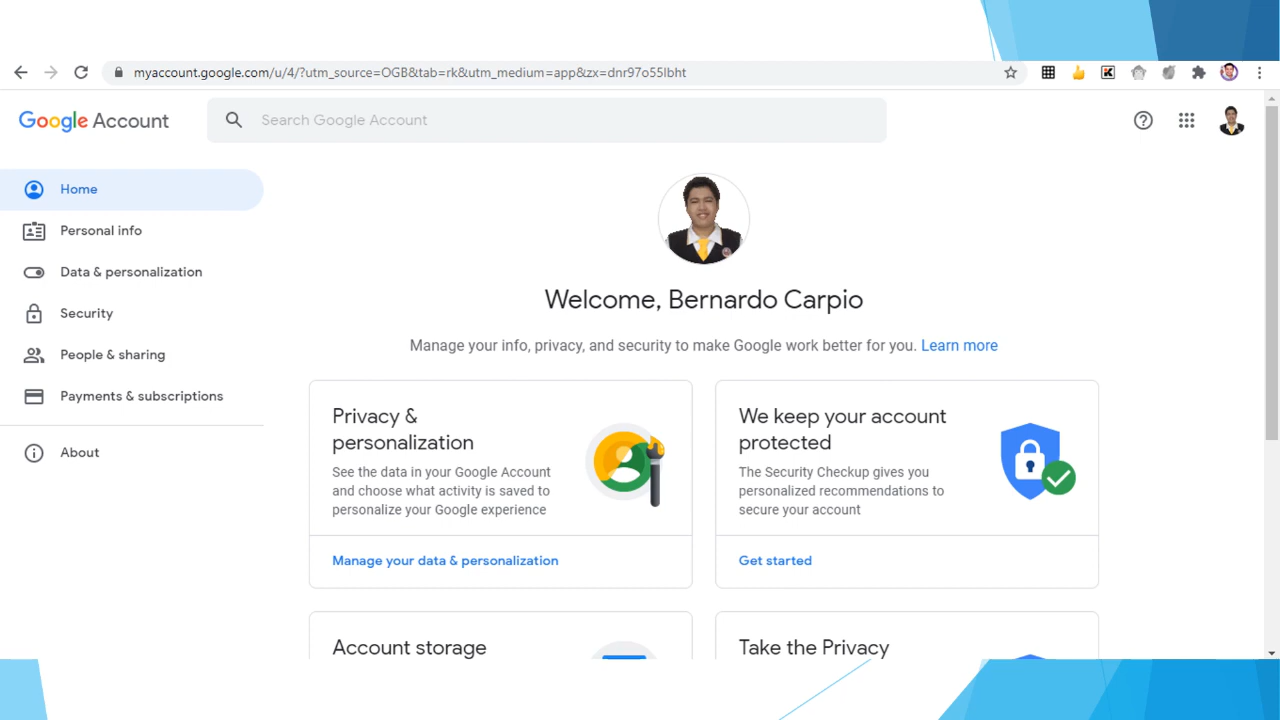 myaccount.google.com/u/4/?utm_source=OGB&tab=rk&utm_medium=app&zx=dnr97o55lbht
Google Account
Search Google Account
Home
Personal info
Data & personalization
Security
People & sharing
Payments & subscriptions
About
Welcome, Bernardo Carpio
Manage your info, privacy, and security to make Google work better for you. Learn more
Privacy &
personalization
See the data in your Google Account
and choose what activity is saved to
personalize your Google experience
Manage your data & personalization
We keep your account
protected
The Security Checkup gives you
personalized recommendations to
secure your account
Get started
Account storage
Take the Privacy